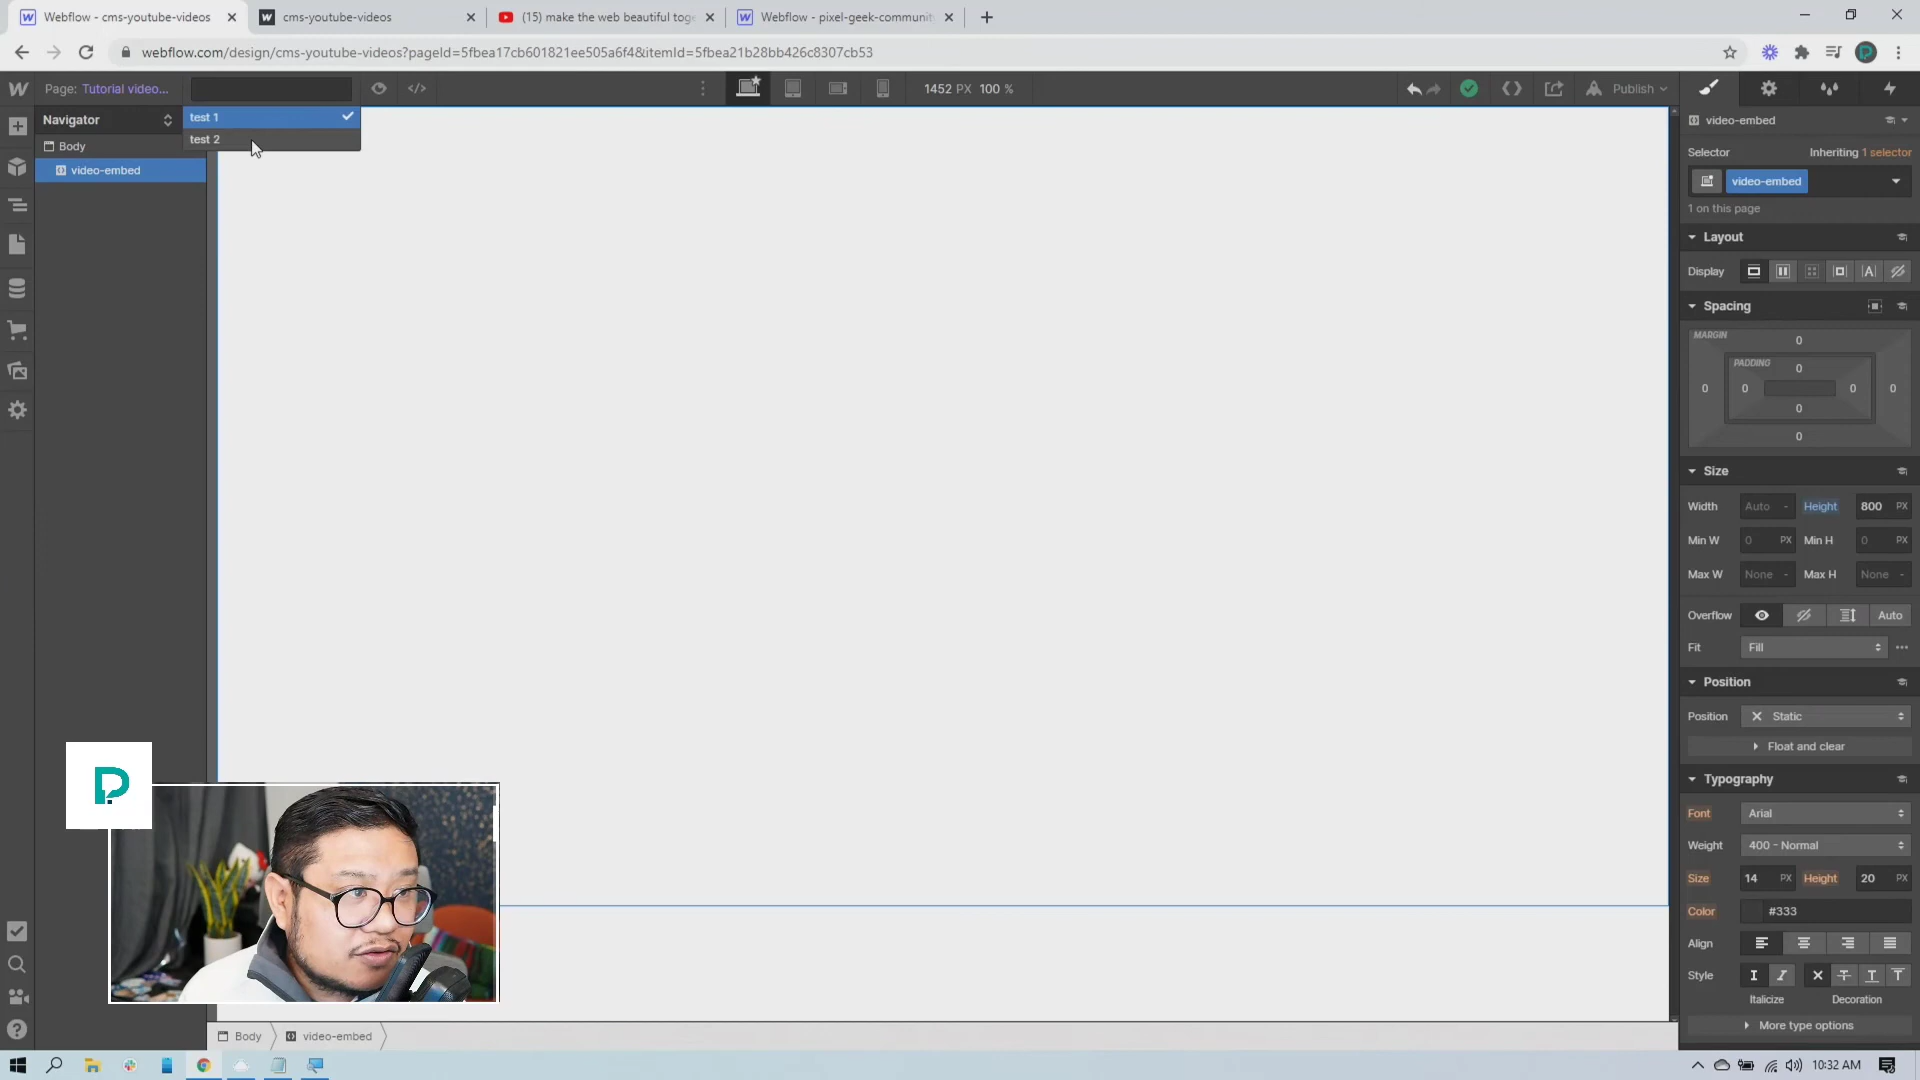 Webflow - cms-youtube-videos
cms-youtube-videos
(15) make the web beautiful toge
Webflow - pixel-geek-communit
webflow.com/design/cms-youtube-videos?pageId=5fbea17cb601821ee505a6f4&itemId=5fbea21b28bb426c8307cb53
Page: Tutorial video...
1452 PX 100 %
Publish
Navigator
test 1
test 2
Body
video-embed
video-embed
Selector
Inheriting 1 selector
video-embed
1 on this page
Layout
Display
Spacing
MARGIN
0
PADDING
0
0
0
0
0
0
0
Size
Width
Auto
-
Height
800
PX
Min W
0
PX
Min H
0
PX
Max W
None
-
Max H
None
-
Overflow
Auto
Fit
Fill
Position
Position
Static
Float and clear
Typography
Font
Arial
Weight
400 - Normal
Size
14
PX
Height
20
PX
Color
#333
Align
Style
Italicize
Decoration
More type options
Body
video-embed
10:32 AM